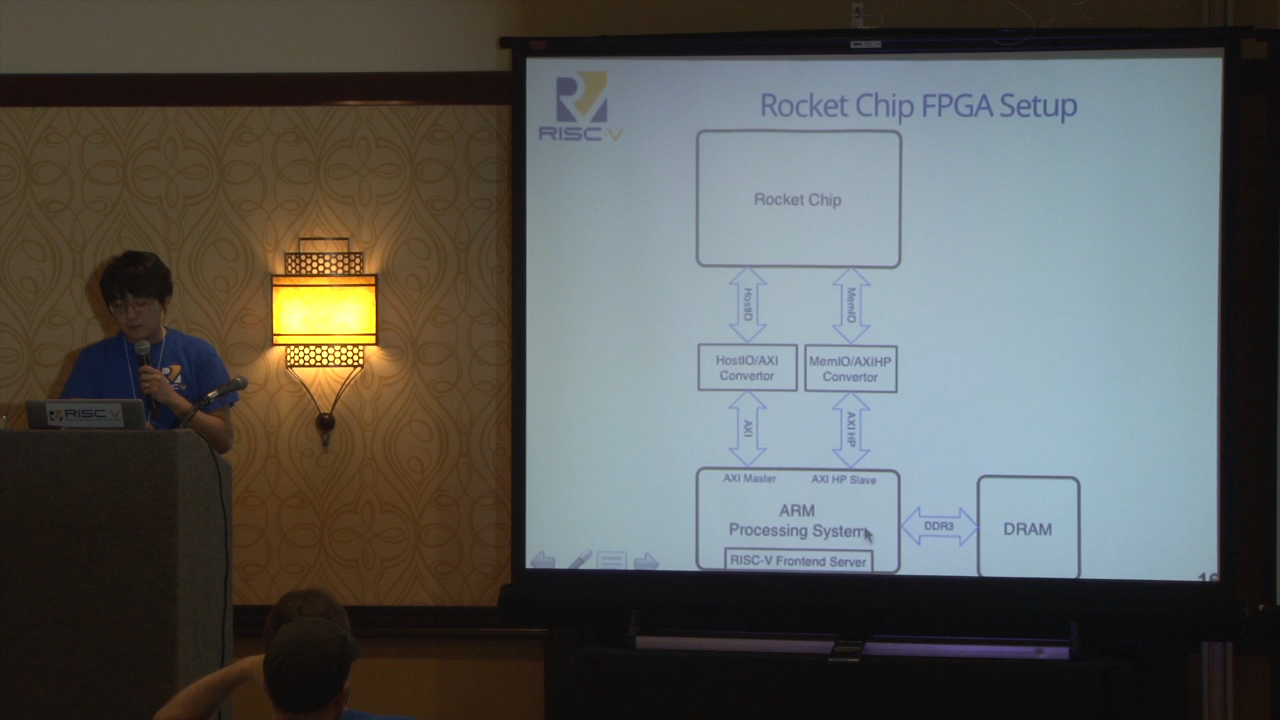 RISC V
Rocket Chip FPGA Setup
Rocket Chip
HostIO
MemIO
HostIO/AXI
Convertor
MemIO/AXIHP
Convertor
AXI
AXI HP
AXI Master
AXI HP Slave
ARM
Processing System
RISC-V Frontend Server
DDR3
DRAM
RISC V